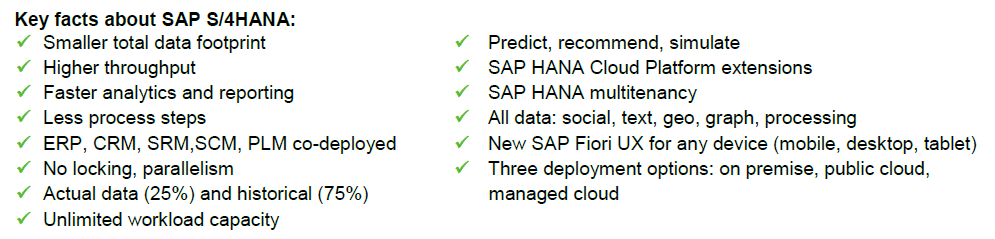 Key facts about SAP S/4HANA:
✓ Smaller total data footprint
✓ Higher throughput
✓ Faster analytics and reporting
✓ Less process steps
✓ ERP, CRM, SRM,SCM, PLM co-deployed
✓ No locking, parallelism
✓ Actual data (25%) and historical (75%)
✓ Unlimited workload capacity
✓ Predict, recommend, simulate
✓ SAP HANA Cloud Platform extensions
✓ SAP HANA multitenancy
✓ All data: social, text, geo, graph, processing
✓ New SAP Fiori UX for any device (mobile, desktop, tablet)
✓ Three deployment options: on premise, public cloud,
managed cloud